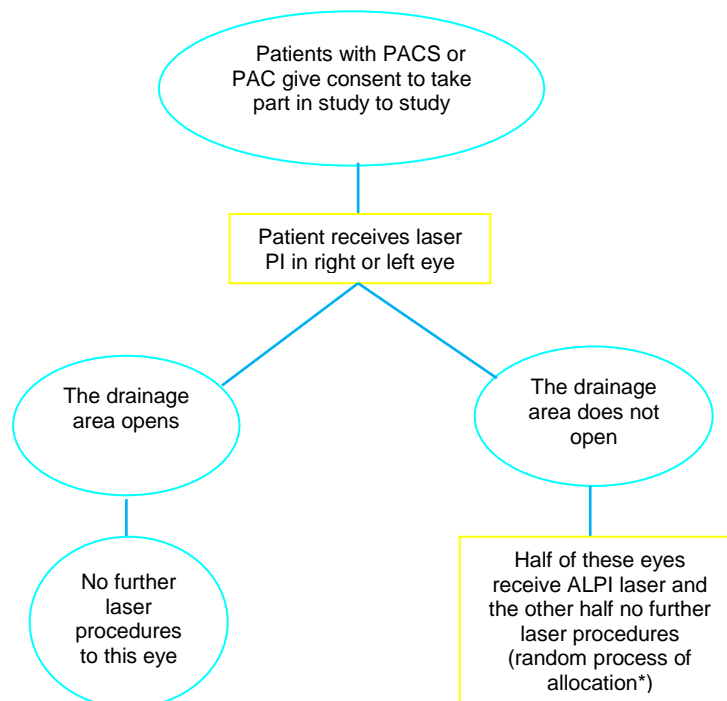 Patients with PACS or
PAC give consent to take
part in study to study
Patient receives laser
PI in right or left eye
The drainage
area opens
The drainage
area does not
open
No further
laser
procedures
to this eye
Half of these eyes
receive ALPI laser and
the other half no further
laser procedures
(random process of
allocation*)